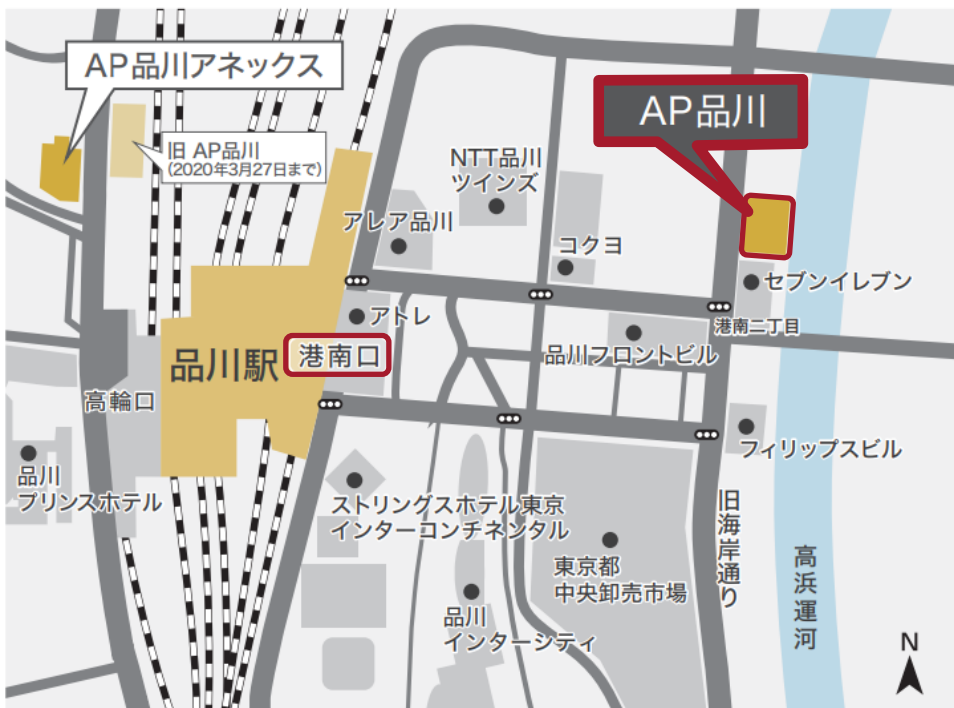 AP品川アネックス
旧 AP品川
(2020年3月27日まで)
AP品川
NTT品川
ツインズ
アレア品川
コクヨ
セブンイレブン
アトレ
港南二丁目
品川フロントビル
品川駅
港南口
高輪口
フィリップスビル
品川
プリンスホテル
ストリングスホテル東京
インターコンチネンタル
旧海岸通り
東京都
中央卸売市場
高浜運河
品川
インターシティ
N